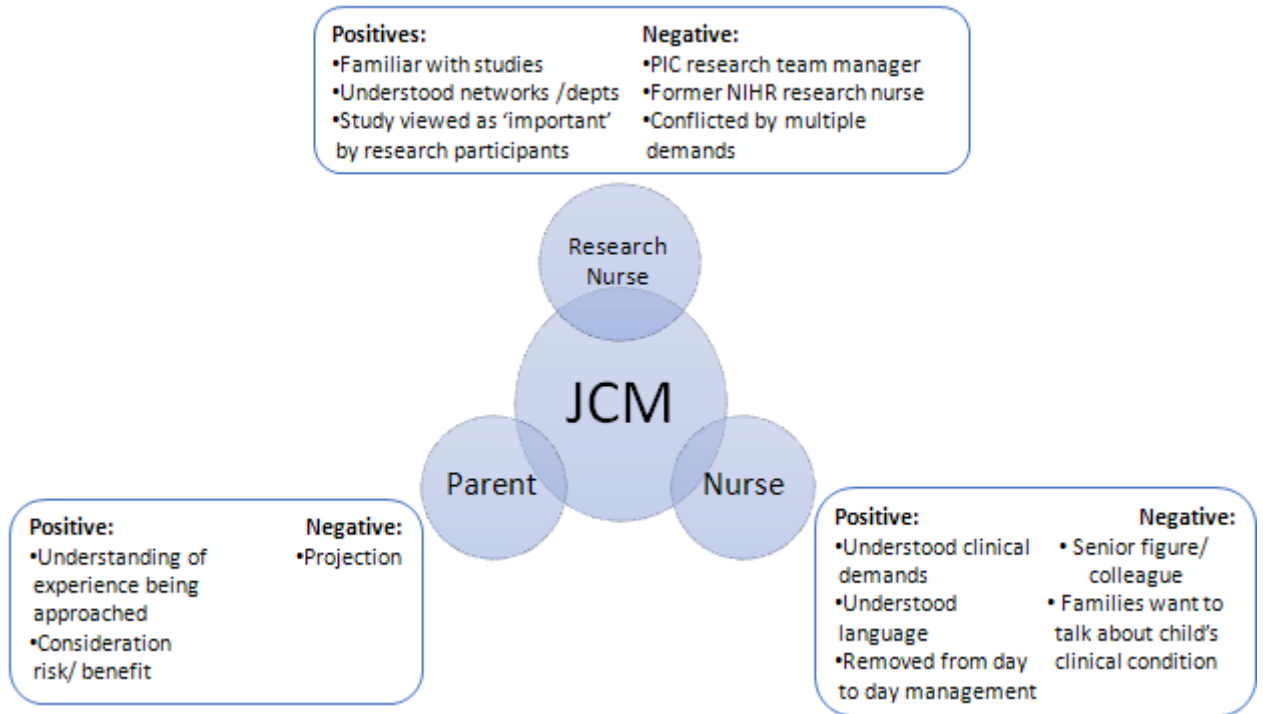 Positives:
•Familiar with studies
•Understood networks /depts
•Study viewed as ‘important’
by research participants
Negative:
•PIC research team manager
•Former NIHR research nurse
•Conflicted by multiple
demands
Research
Nurse
JCM
Parent
Nurse
Positive:
•Understanding of
experience being
approached
•Consideration
risk/ benefit
Negative:
•Projection
Positive:
•Understood clinical
demands
•Understood
language
•Removed from day
to day management
Negative:
• Senior figure/
colleague
• Families want to
talk about child’s
clinical condition